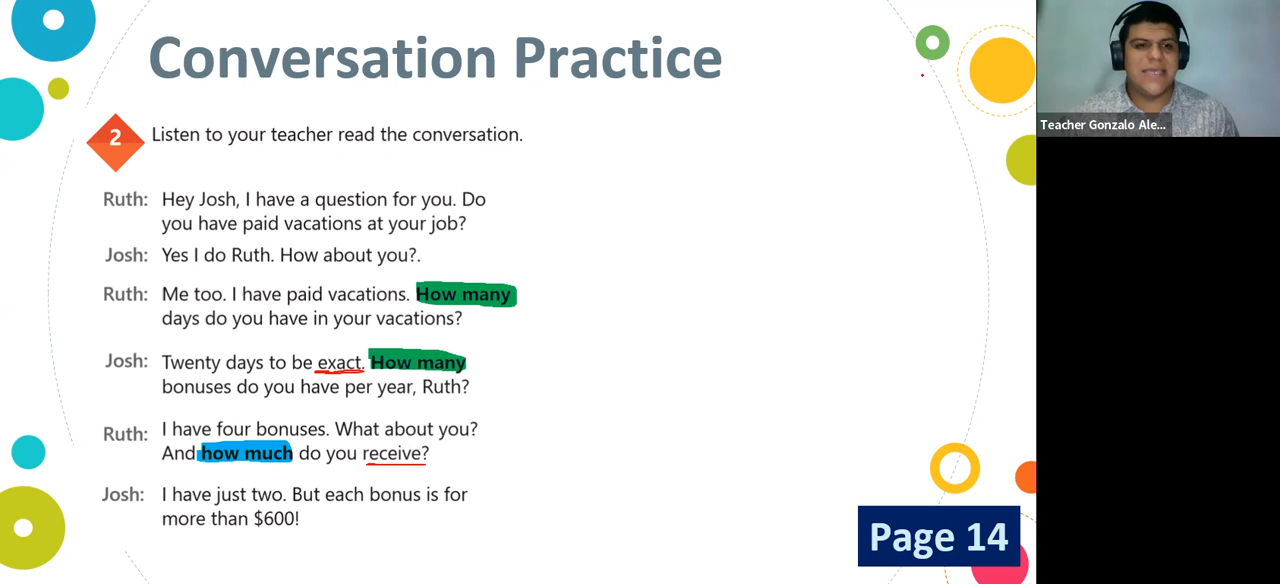 Conversation Practice
Teacher Gonzalo Ale...
2
Listen to your teacher read the conversation.
Ruth: Hey Josh, I have a question for you. Do
you have paid vacations at your job?
Josh: Yes I do Ruth. How about you?.
Ruth: Me too. I have paid vacations. How many
days do you have in your vacations?
Josh: Twenty days to be exact. How many
bonuses do you have per year, Ruth?
Ruth: I have four bonuses. What about you?
And how much do you receive?
Josh: I have just two. But each bonus is for
more than $600!
Page 14